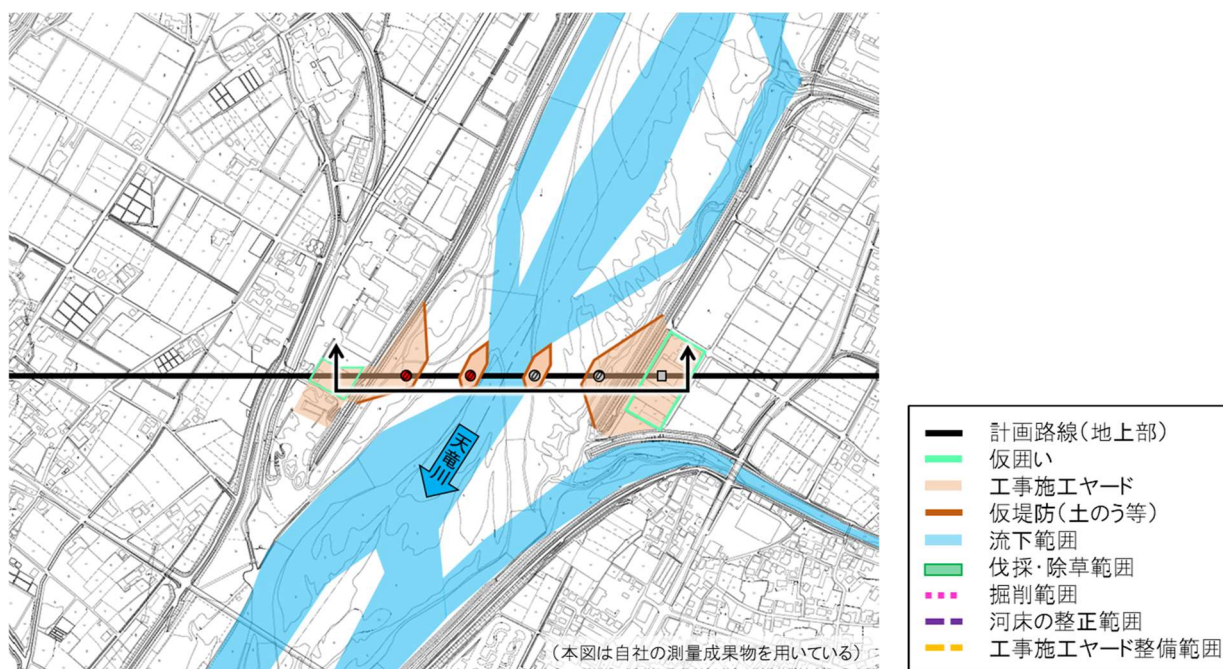 天竜川
(本図は自社の測量成果物を用いている)
計画路線(地上部)
仮囲い
工事施工ヤード
仮堤防(土のう等)
流下範囲
伐採・除草範囲
掘削範囲
河床の整正範囲
工事施工ヤード整備範囲